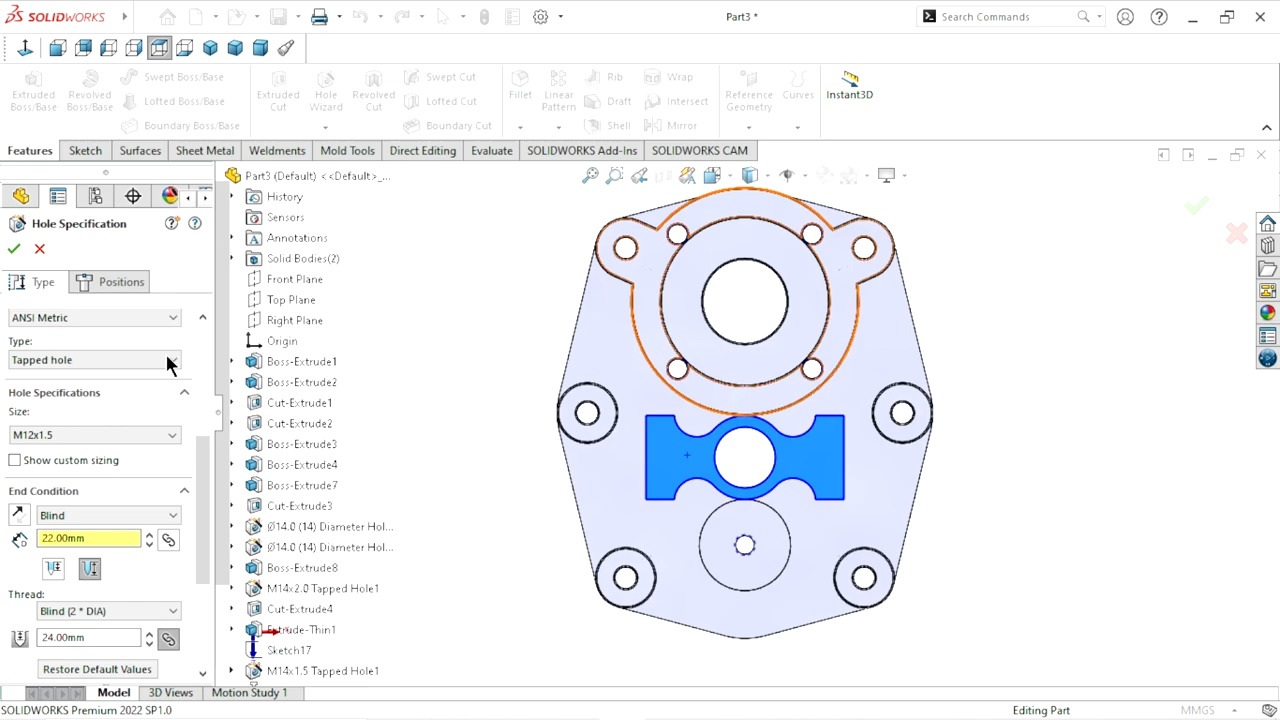 SOLIDWORKS
Part3 *
Search Commands
Extruded Boss/Base
Revolved Boss/Base
Swept Boss/Base
Lofted Boss/Base
Boundary Boss/Base
Extruded Cut
Hole Wizard
Revolved Cut
Swept Cut
Lofted Cut
Boundary Cut
Fillet
Linear Pattern
Rib
Draft
Shell
Wrap
Intersect
Mirror
Reference Geometry
Curves
Instant3D
Features
Sketch
Surfaces
Sheet Metal
Weldments
Mold Tools
Direct Editing
Evaluate
SOLIDWORKS Add-Ins
SOLIDWORKS CAM
Hole Specification
Type
Positions
ANSI Metric
Type:
Tapped hole
Hole Specifications
Size:
M12x1.5
Show custom sizing
End Condition
Blind
22.00mm
Thread:
Blind (2 * DIA)
24.00mm
Restore Default Values
Part3 (Default) <<Default>_...
History
Sensors
Annotations
Solid Bodies(2)
Front Plane
Top Plane
Right Plane
Origin
Boss-Extrude1
Boss-Extrude2
Cut-Extrude1
Cut-Extrude2
Boss-Extrude3
Boss-Extrude4
Boss-Extrude7
Cut-Extrude3
Ø14.0 (14) Diameter Hol...
Ø14.0 (14) Diameter Hol...
Boss-Extrude8
M14x2.0 Tapped Hole1
Cut-Extrude4
Extrude-Thin1
Sketch17
M14x1.5 Tapped Hole1
Model
3D Views
Motion Study 1
SOLIDWORKS Premium 2022 SP1.0
Editing Part
MMGS